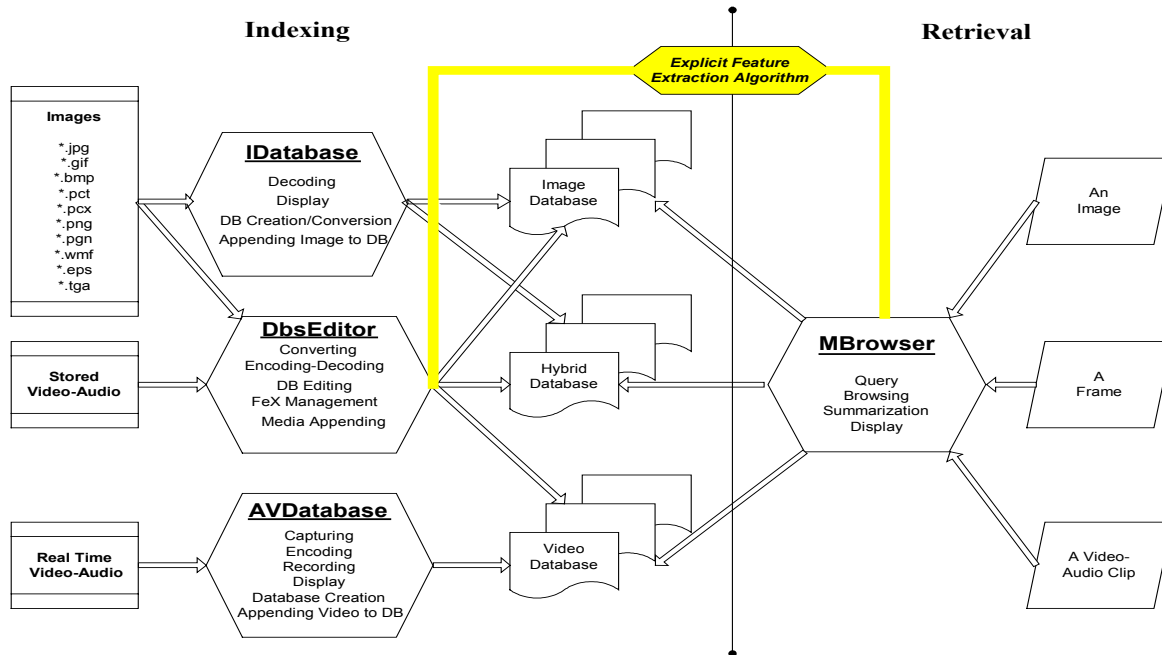 Indexing
Retrieval
Explicit Feature
Extraction Algorithm
Images
*.jpg
*.gif
*.bmp
*.pct
*.pcx
*.png
*.pgn
*.wmf
*.eps
*.tga
IDatabase
Decoding
Display
DB Creation/Conversion
Appending Image to DB
Image
Database
An
Image
Stored
Video-Audio
DbsEditor
Converting
Encoding-Decoding
DB Editing
FeX Management
Media Appending
Hybrid
Database
MBrowser
Query
Browsing
Summarization
Display
A
Frame
Real Time
Video-Audio
AVDatabase
Capturing
Encoding
Recording
Display
Database Creation
Appending Video to DB
Video
Database
A Video-
Audio Clip